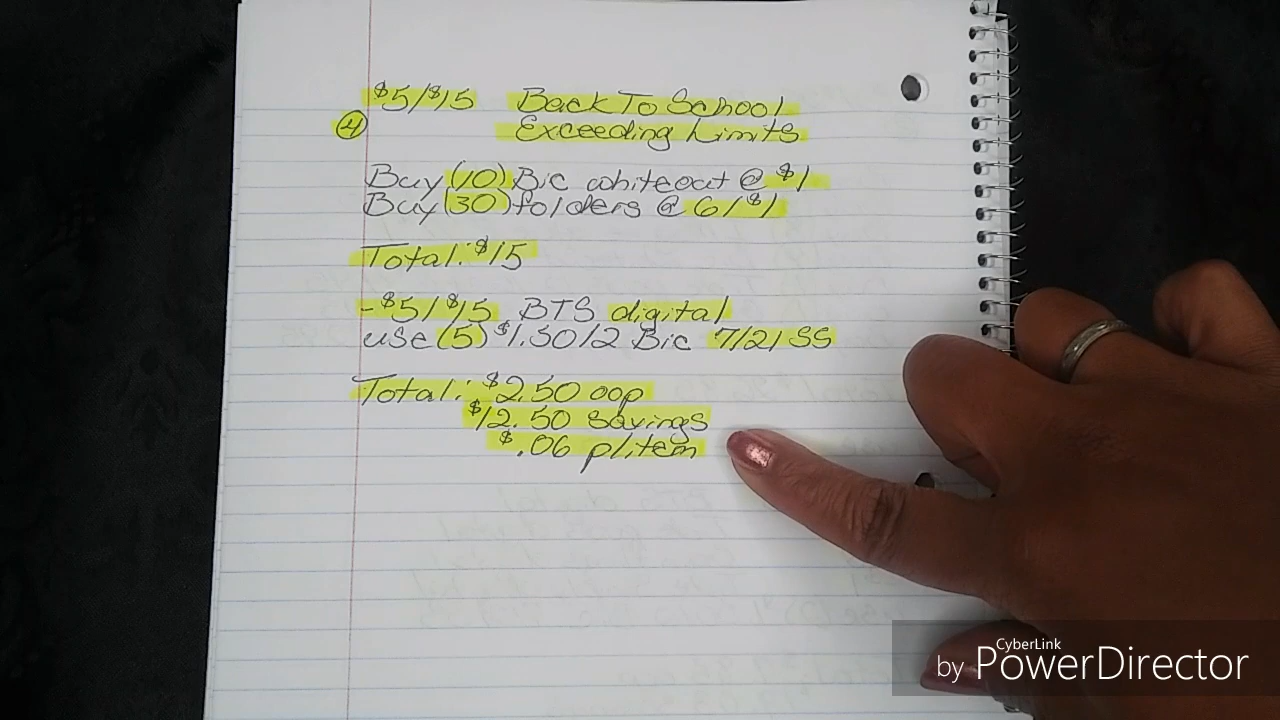 $5/$15 Back To School
④ Exceeding Limits
Buy (10) Bic whiteout @ $1
Buy (30) folders @ 6/$1
Total: $15
-$5/$15 BTS digital
use (5) $1.50/2 Bic 7/21 SS
Total: $2.50 oop
$12.50 savings
$.06 p/item
CyberLink
by PowerDirector